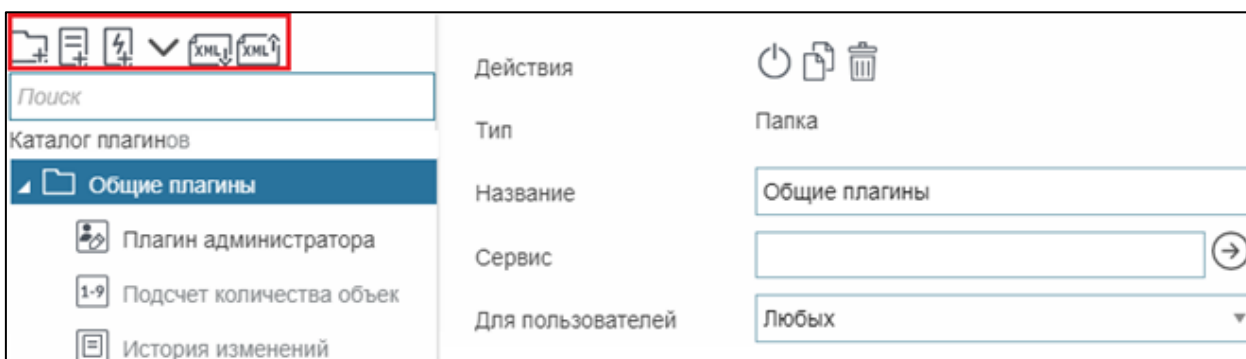 XML XML
Поиск
Каталог плагинов
Общие плагины
Плагин администратора
1-9 Подсчет количества объек
История изменений
Действия
Тип Папка
Название Общие плагины
Сервис
Для пользователей Любых